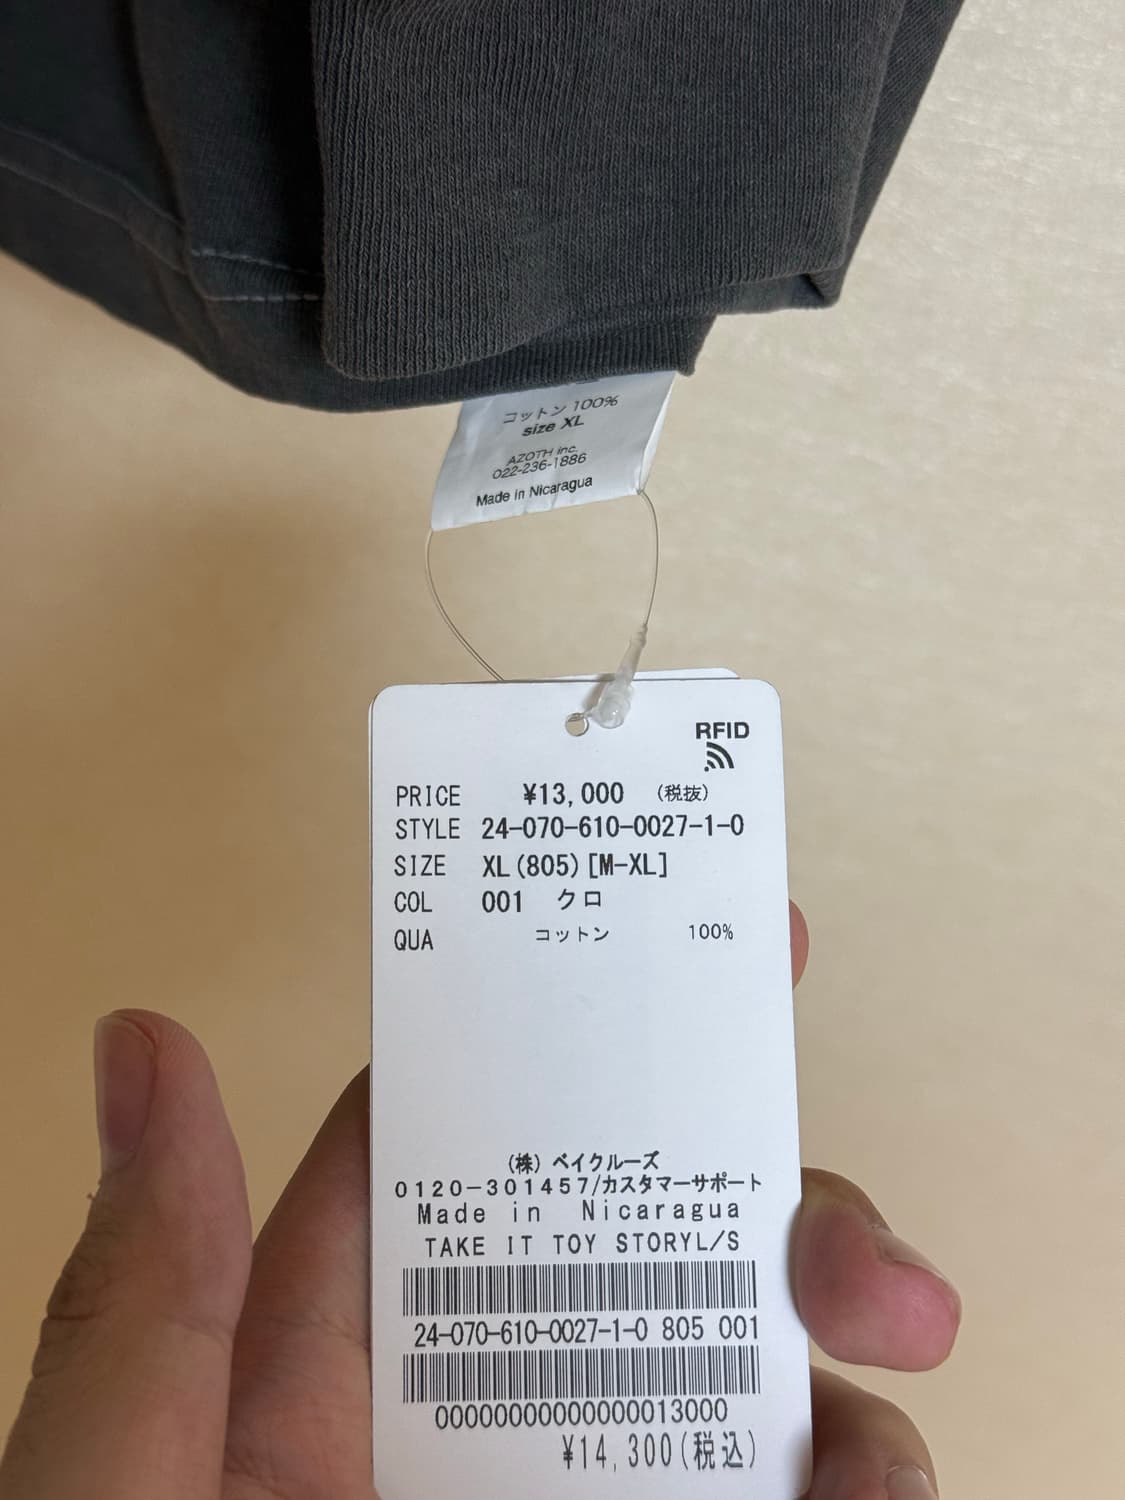 コットン 100%
size XL
AZOTH inc.
022-236-1886
Made in Nicaragua
RFID
PRICE ¥13,000 (税抜)
STYLE 24-070-610-0027-1-0
SIZE XL(805)[M-XL]
COL 001 クロ
QUA コットン 100%
(株) ベイクルーズ
0120-301457/カスタマーサポート
Made in Nicaragua
TAKE IT TOY STORYL/S
24-070-610-0027-1-0 805 001
00000000000000013000
¥14,300(税込)